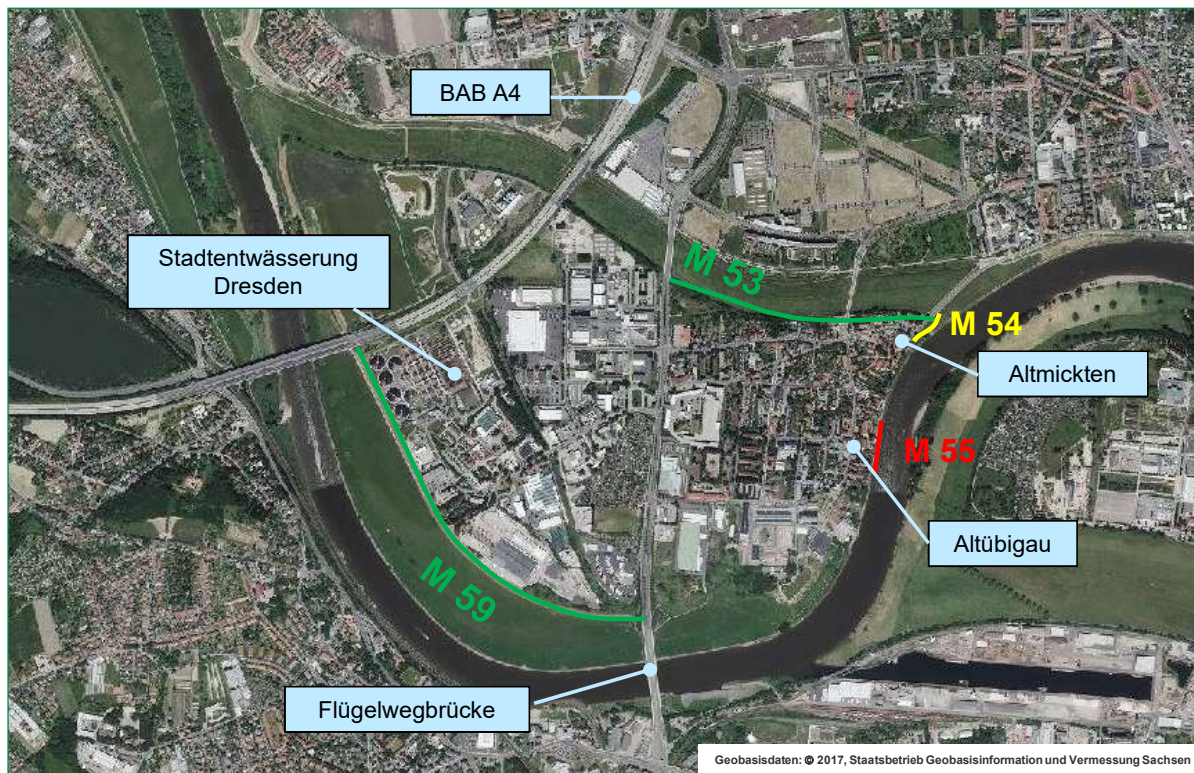 BAB A4
Stadtentwässerung
Dresden
M 53
M 54
Altmickten
M 55
Altübigau
M 59
Flügelwegbrücke
Geobasisdaten: © 2017, Staatsbetrieb Geobasisinformation und Vermessung Sachsen